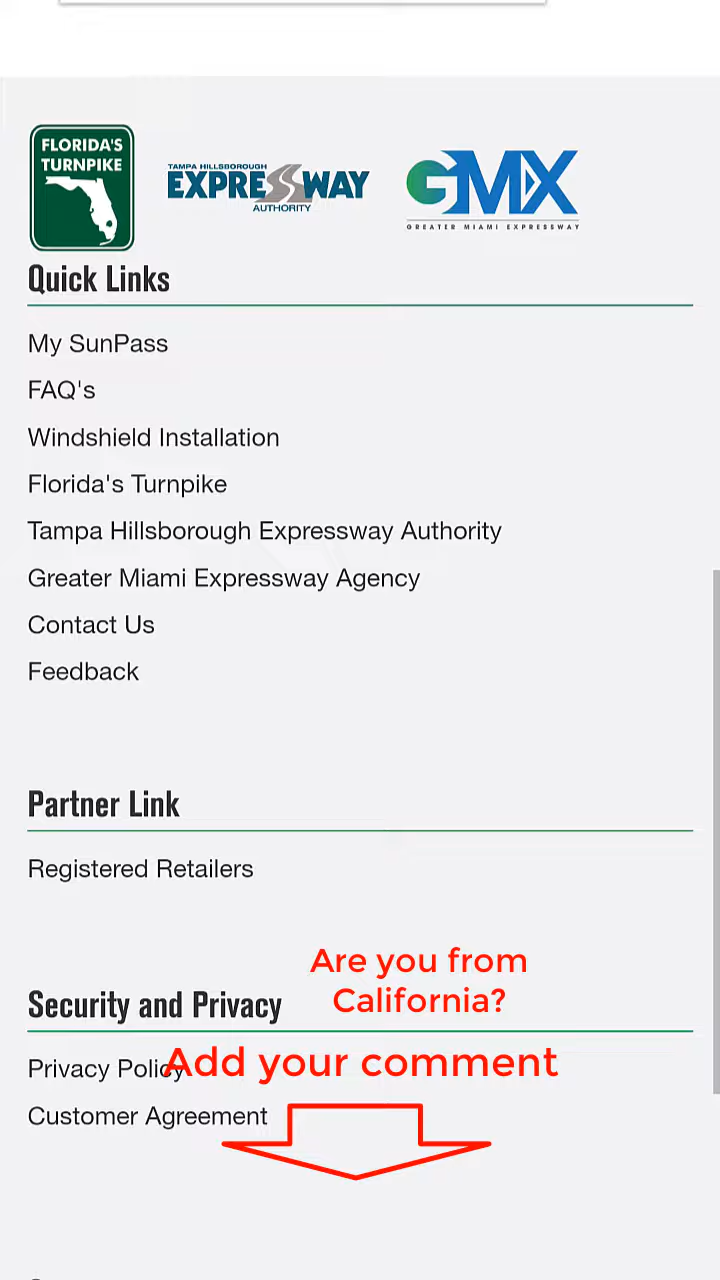 FLORIDA'S
TURNPIKE
TAMPA HILLSBOROUGH
EXPRESSWAY
AUTHORITY
GMX
GREATER MIAMI EXPRESSWAY
Quick Links
My SunPass
FAQ's
Windshield Installation
Florida's Turnpike
Tampa Hillsborough Expressway Authority
Greater Miami Expressway Agency
Contact Us
Feedback
Partner Link
Registered Retailers
Are you from
California?
Security and Privacy
Add your comment
Privacy Policy
Customer Agreement